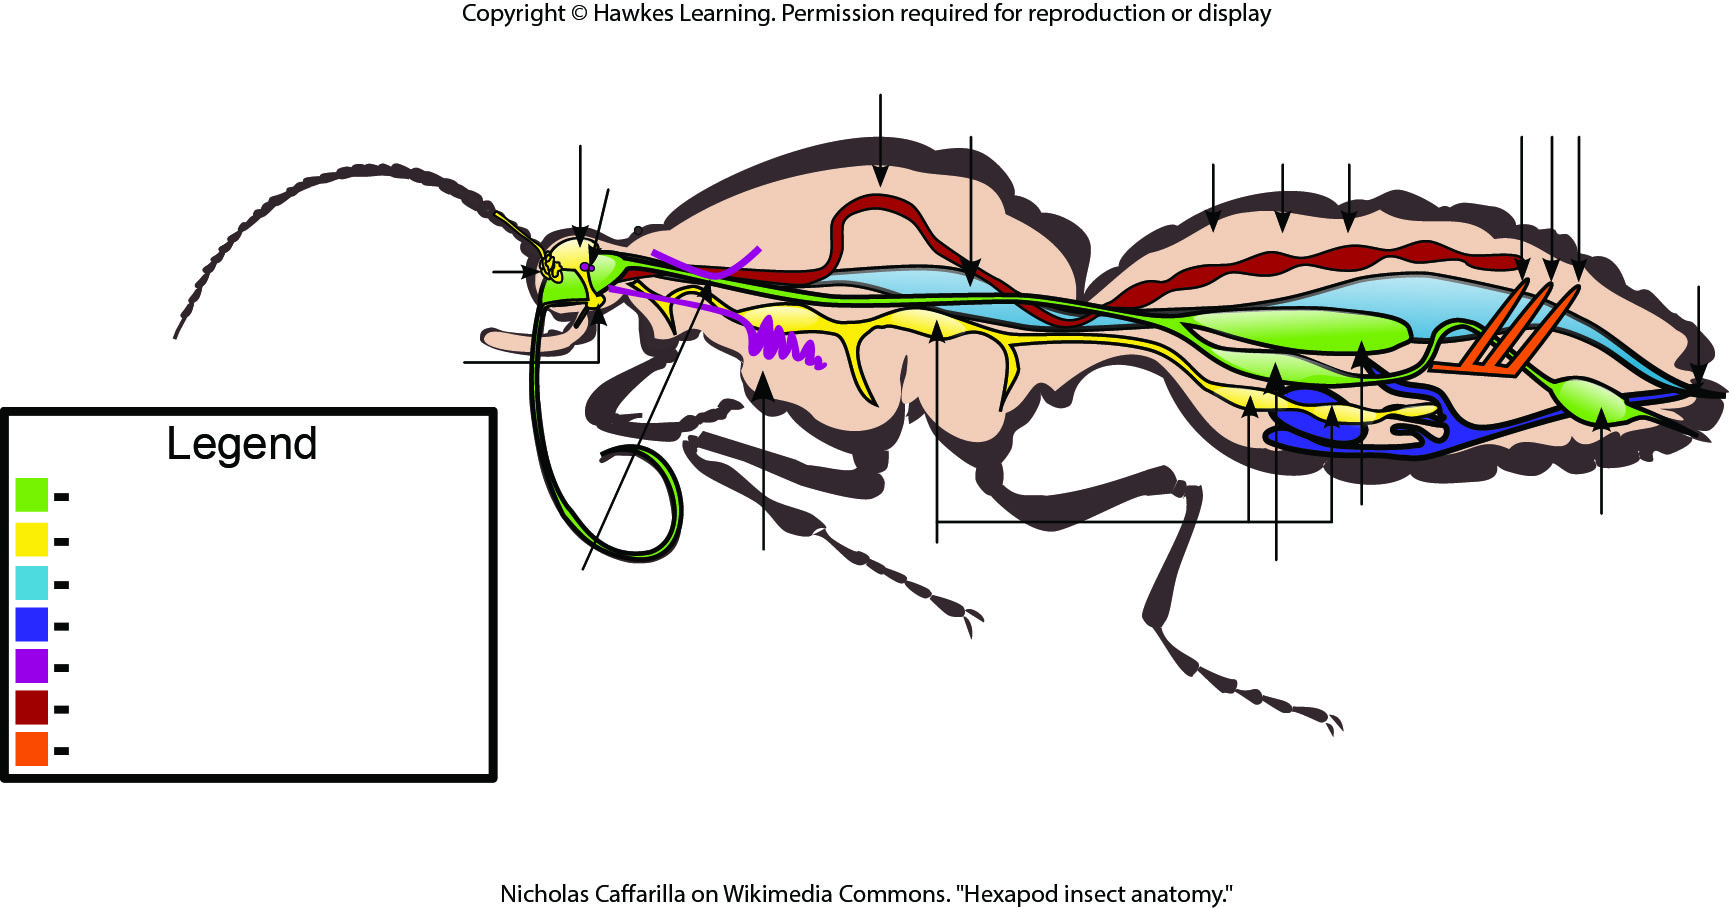 Copyright © Hawkes Learning. Permission required for reproduction or display
Legend
-
-
-
-
-
-
-
Nicholas Caffarilla on Wikimedia Commons. "Hexapod insect anatomy."